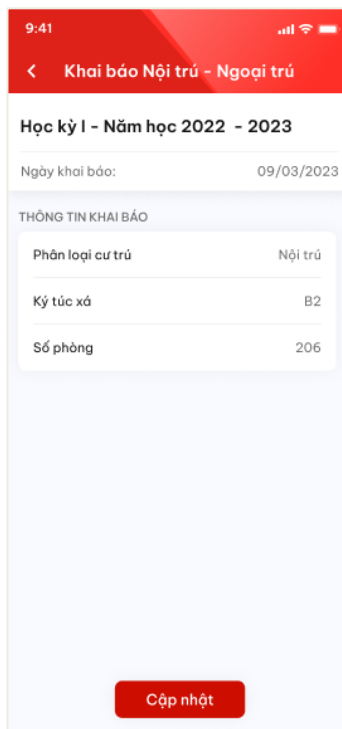 9:41
Khai báo Nội trú - Ngoại trú
Học kỳ I - Năm học 2022 - 2023
Ngày khai báo: 09/03/2023
THÔNG TIN KHAI BÁO
Phân loại cư trú Nội trú
Ký túc xá B2
Số phòng 206
Cập nhật